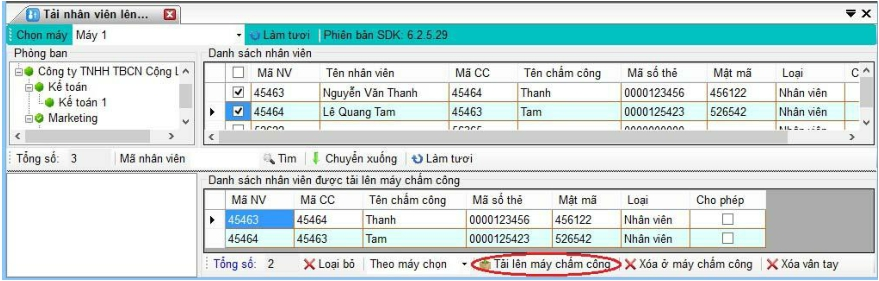 Tải nhân viên lên...
Chọn máy Máy 1 Làm tươi Phiên bản SDK: 6.2.5.29
Phòng ban Danh sách nhân viên
Mã NV Tên nhân viên Mã CC Tên chấm công Mã số thẻ Mật mã Loại C
Công ty TNHH TBCN Cộng L
Kế toán 45463 Nguyễn Văn Thanh 45464 Thanh 0000123456 456122 Nhân viên
Kế toán 1 45464 Lê Quang Tam 45463 Tam 0000125423 526542 Nhân viên
Marketing
Tổng số: 3 Mã nhân viên Tìm Chuyển xuống Làm tươi
Danh sách nhân viên được tải lên máy chấm công
Mã NV Mã CC Tên chấm công Mã số thẻ Mật mã Loại Cho phép
45463 45464 Thanh 0000123456 456122 Nhân viên
45464 45463 Tam 0000125423 526542 Nhân viên
Tổng số: 2 Loại bỏ Theo máy chọn Tải lên máy chấm công Xóa ở máy chấm công Xóa vân tay